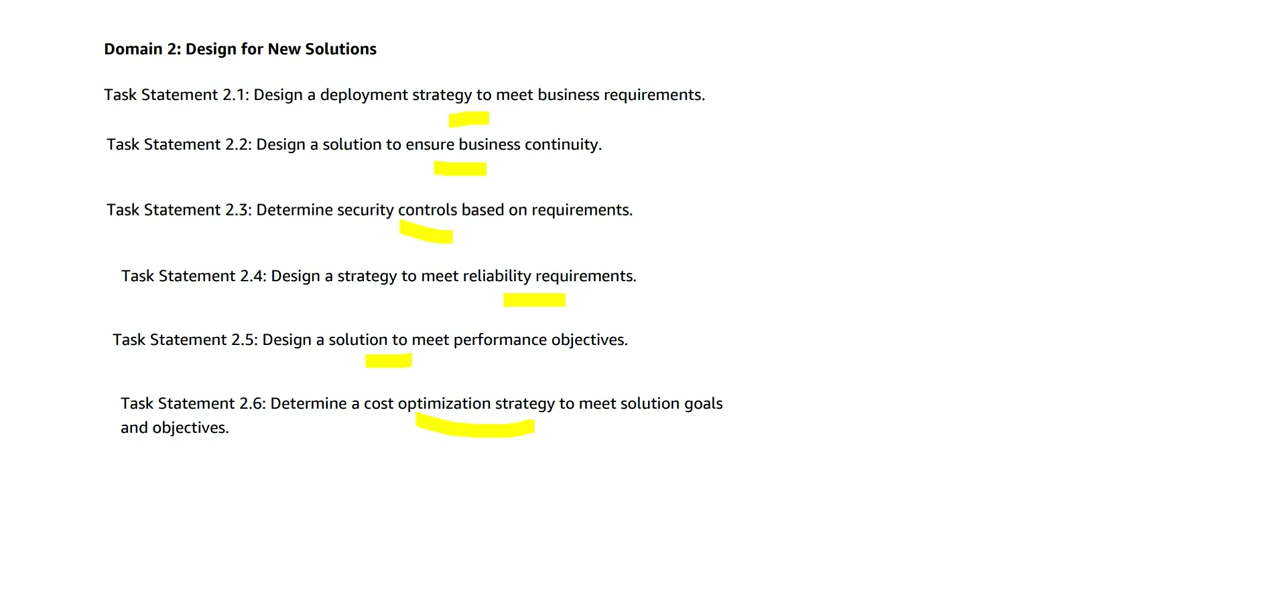 Domain 2: Design for New Solutions
Task Statement 2.1: Design a deployment strategy to meet business requirements.
Task Statement 2.2: Design a solution to ensure business continuity.
Task Statement 2.3: Determine security controls based on requirements.
Task Statement 2.4: Design a strategy to meet reliability requirements.
Task Statement 2.5: Design a solution to meet performance objectives.
Task Statement 2.6: Determine a cost optimization strategy to meet solution goals
and objectives.